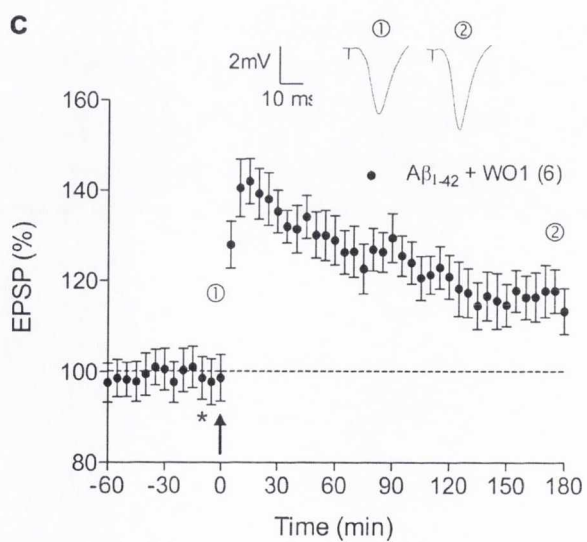 C
① ②
2mV
10 ms
160
Aβ1-42 + WO1 (6)
140
②
①
120
EPSP (%)
100
*
80
-60 -30 0 30 60 90 120 150 180
Time (min)